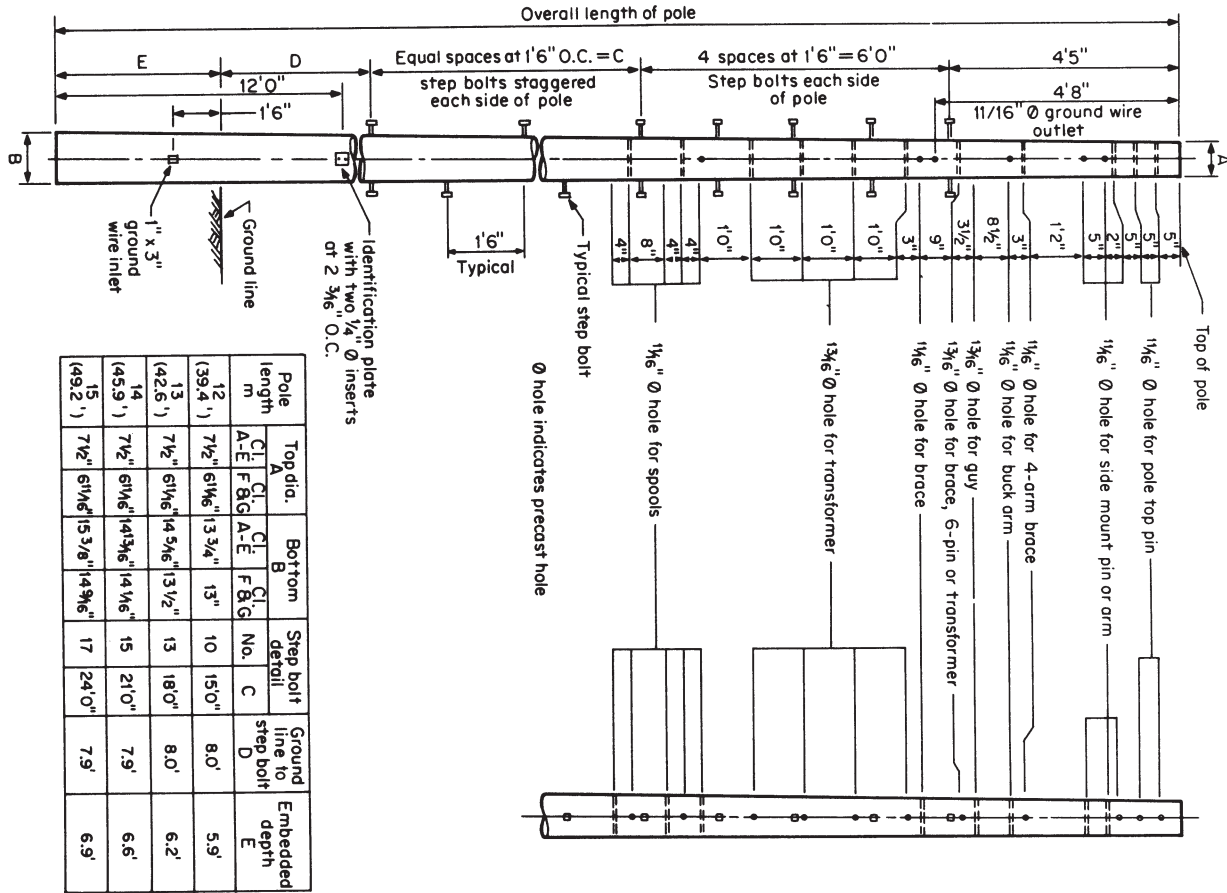 Overall length of pole
E
D
Equal spaces at 1'6" O.C. = C
4 spaces at 1'6" = 6'0"
4'5"
12'0"
step bolts staggered
each side of pole
Step bolts each side
of pole
4'8"
1'6"
11/16" Ø ground wire
outlet
B
A
1" x 3"
ground
wire inlet
Ground line
Identification plate
with two 1/4" Ø inserts
at 2 3/16" O.C.
1'6"
Typical
Typical step bolt
4"
8"
4"
4"
1'0"
1'0"
1'0"
1'0"
3"
9"
3 1/2"
8 1/2"
3"
1'2"
5"
2"
5"
5"
5"
Top of pole
11/16" Ø hole for spools
13/16" Ø hole for transformer
11/16" Ø hole for brace
13/16" Ø hole for brace, 6-pin or transformer
13/16" Ø hole for guy
11/16" Ø hole for buck arm
11/16" Ø hole for 4-arm brace
11/16" Ø hole for side mount pin or arm
11/16" Ø hole for pole top pin
Ø hole indicates precast hole
Pole length m | Top dia. A | Bottom B | Step bolt detail | Ground line to step bolt D | Embedded depth E
Cl. A-E | Cl. F&G | Cl. A-E | Cl. F&G | No. | C
12 (39.4') | 7 1/2" | 6 11/16" | 13 3/4" | 13" | 10 | 15'0" | 8.0' | 5.9'
13 (42.6') | 7 1/2" | 6 11/16" | 14 5/16" | 13 1/2" | 13 | 18'0" | 8.0' | 6.2'
14 (45.9') | 7 1/2" | 6 11/16" | 14 13/16" | 14 1/16" | 15 | 21'0" | 7.9' | 6.6'
15 (49.2') | 7 1/2" | 6 11/16" | 15 3/8" | 14 9/16" | 17 | 24'0" | 7.9' | 6.9'